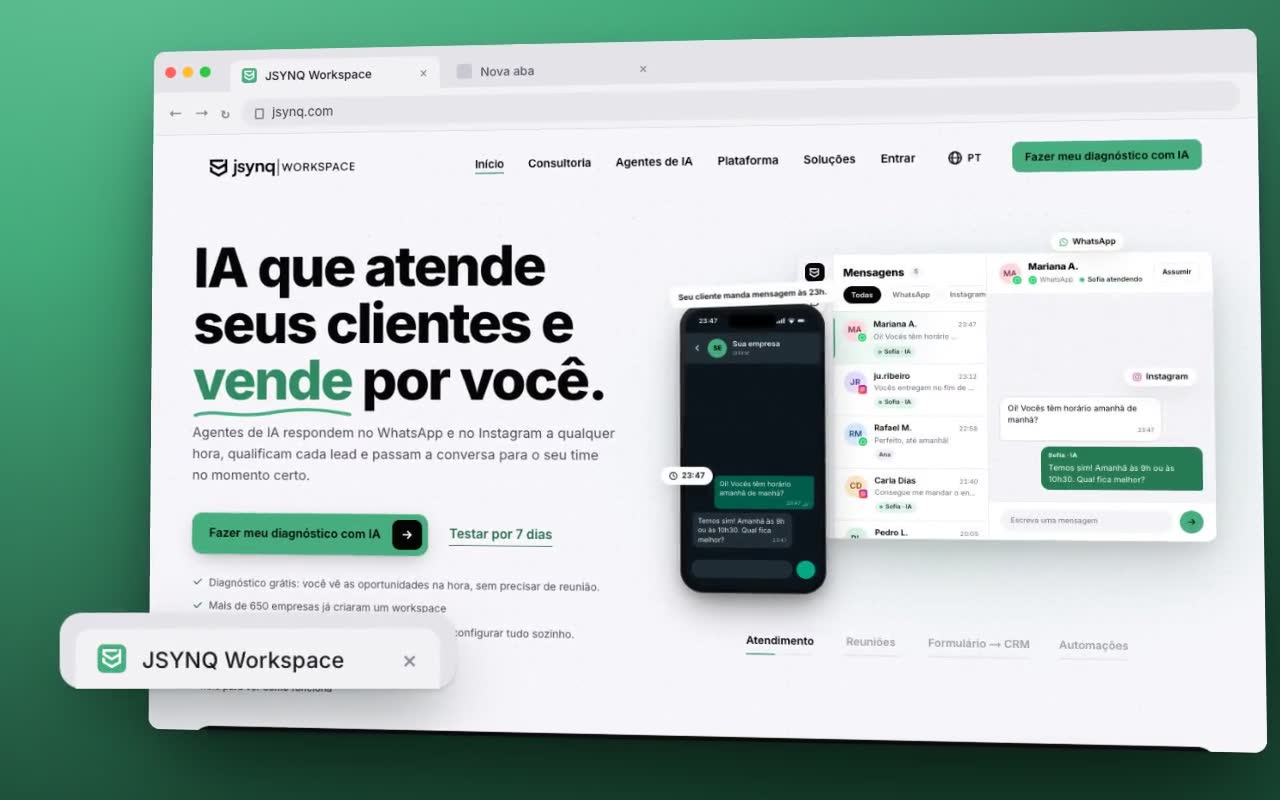 JSYNQ Workspace
Nova aba
jsynq.com
jsynq|WORKSPACE
Início
Consultoria
Agentes de IA
Plataforma
Soluções
Entrar
PT
Fazer meu diagnóstico com IA
IA que atende
seus clientes e
vende por você.
Agentes de IA respondem no WhatsApp e no Instagram a qualquer
hora, qualificam cada lead e passam a conversa para o seu time
no momento certo.
Fazer meu diagnóstico com IA
Testar por 7 dias
Diagnóstico grátis: você vê as oportunidades na hora, sem precisar de reunião.
Mais de 650 empresas já criaram um workspace
configurar tudo sozinho.
JSYNQ Workspace
Seu cliente manda mensagem às 23h.
23:47
SE
Sua empresa
online
23:47
Oi! Vocês têm horário
amanhã de manhã?
23:47
Temos sim! Amanhã às 9h
ou às 10h30. Qual fica
melhor?
23:47
Mensagens
Todas
WhatsApp
Instagram
MA
Mariana A.
23:47
Oi! Vocês têm horário ...
Sofia · IA
JR
ju.ribeiro
23:12
Vocês entregam no fim de ...
Sofia · IA
RM
Rafael M.
22:58
Perfeito, até amanhã!
Ana
CD
Carla Dias
21:40
Consegue me mandar o en...
Sofia · IA
Pedro L.
20:05
WhatsApp
MA
Mariana A.
WhatsApp
Sofia atendendo
Assumir
Instagram
Oi! Vocês têm horário amanhã de
manhã?
23:47
Sofia · IA
Temos sim! Amanhã às 9h ou às
10h30. Qual fica melhor?
Escreva uma mensagem
Atendimento
Reuniões
Formulário → CRM
Automações